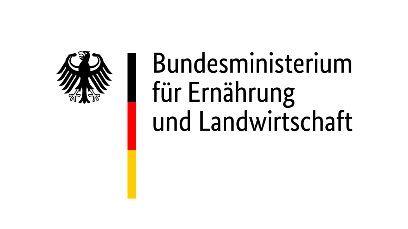 Bundesministerium
für Ernährung
und Landwirtschaft